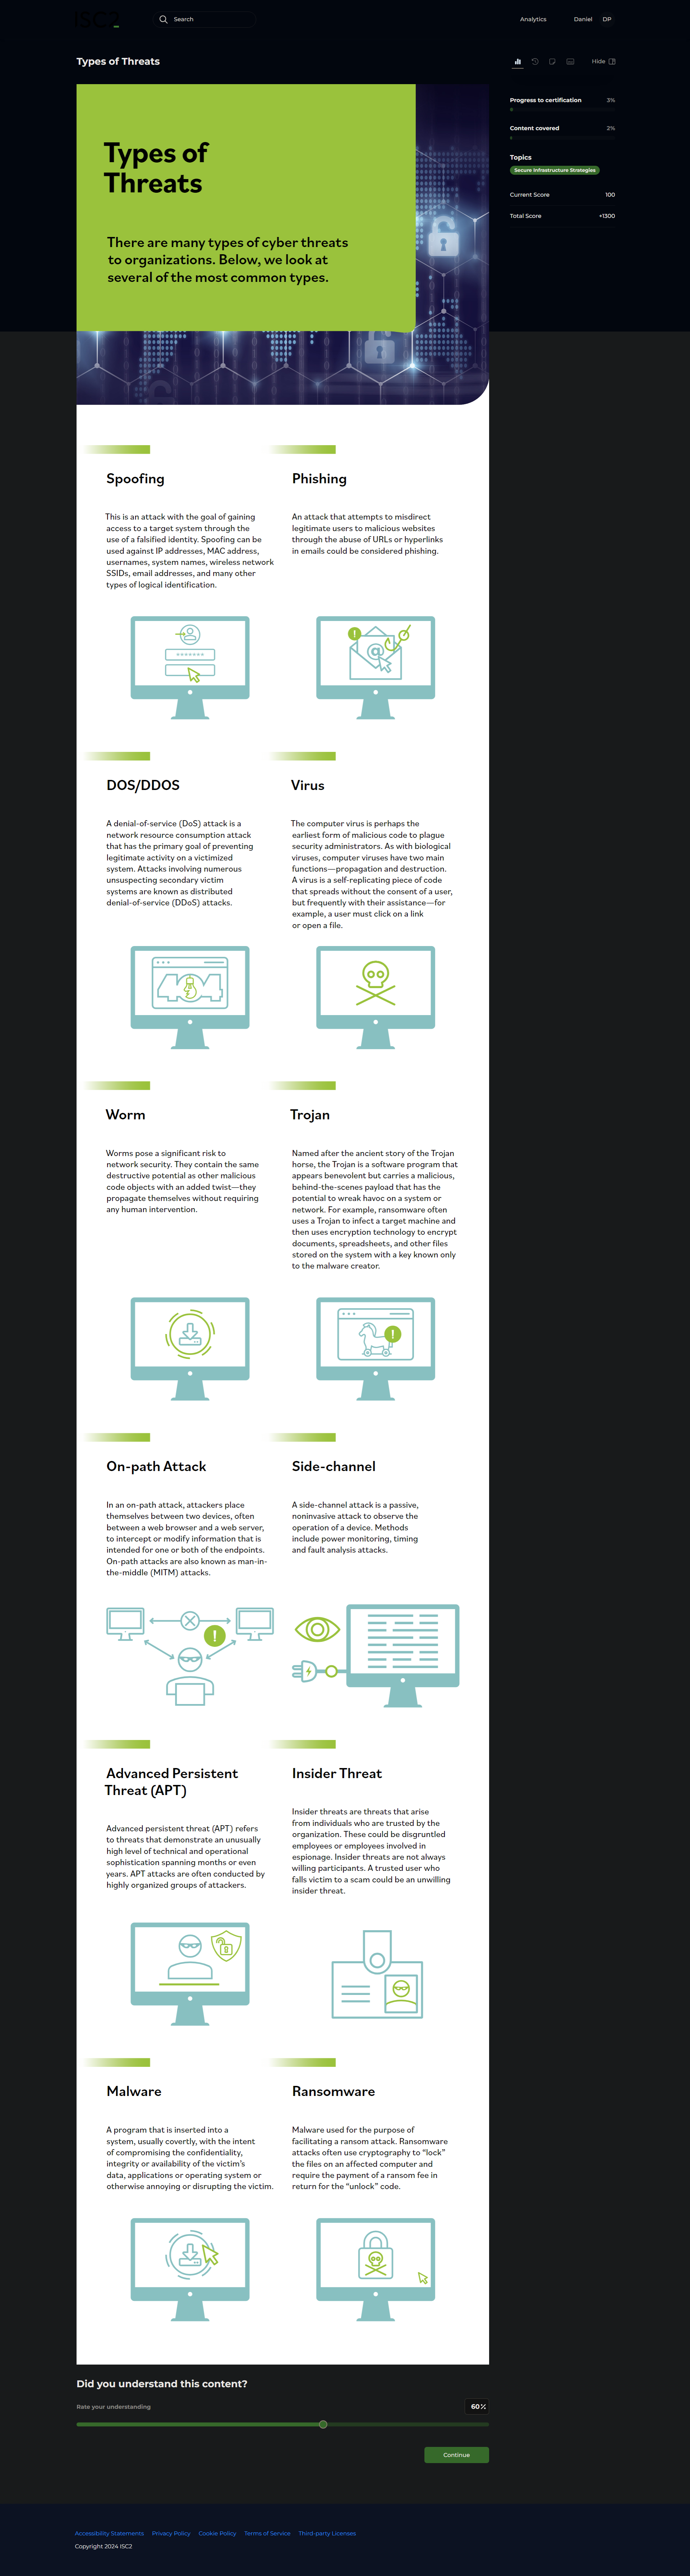 ISC2
Search
Analytics
Daniel
DP
Types of Threats
Hide
Types of
Threats
There are many types of cyber threats
to organizations. Below, we look at
several of the most common types.
Progress to certification 3%
Content covered 2%
Topics
Secure Infrastructure Strategies
Current Score 100
Total Score +1300
Spoofing
This is an attack with the goal of gaining
access to a target system through the
use of a falsified identity. Spoofing can be
used against IP addresses, MAC address,
usernames, system names, wireless network
SSIDs, email addresses, and many other
types of logical identification.
Phishing
An attack that attempts to misdirect
legitimate users to malicious websites
through the abuse of URLs or hyperlinks
in emails could be considered phishing.
!
@
DOS/DDOS
A denial-of-service (DoS) attack is a
network resource consumption attack
that has the primary goal of preventing
legitimate activity on a victimized
system. Attacks involving numerous
unsuspecting secondary victim
systems are known as distributed
denial-of-service (DDoS) attacks.
404
Virus
The computer virus is perhaps the
earliest form of malicious code to plague
security administrators. As with biological
viruses, computer viruses have two main
functions—propagation and destruction.
A virus is a self-replicating piece of code
that spreads without the consent of a user,
but frequently with their assistance—for
example, a user must click on a link
or open a file.
Worm
Worms pose a significant risk to
network security. They contain the same
destructive potential as other malicious
code objects with an added twist—they
propagate themselves without requiring
any human intervention.
Trojan
Named after the ancient story of the Trojan
horse, the Trojan is a software program that
appears benevolent but carries a malicious,
behind-the-scenes payload that has the
potential to wreak havoc on a system or
network. For example, ransomware often
uses a Trojan to infect a target machine and
then uses encryption technology to encrypt
documents, spreadsheets, and other files
stored on the system with a key known only
to the malware creator.
!
On-path Attack
In an on-path attack, attackers place
themselves between two devices, often
between a web browser and a web server,
to intercept or modify information that is
intended for one or both of the endpoints.
On-path attacks are also known as man-in-
the-middle (MITM) attacks.
!
Side-channel
A side-channel attack is a passive,
noninvasive attack to observe the
operation of a device. Methods
include power monitoring, timing
and fault analysis attacks.
Advanced Persistent
Threat (APT)
Advanced persistent threat (APT) refers
to threats that demonstrate an unusually
high level of technical and operational
sophistication spanning months or even
years. APT attacks are often conducted by
highly organized groups of attackers.
Insider Threat
Insider threats are threats that arise
from individuals who are trusted by the
organization. These could be disgruntled
employees or employees involved in
espionage. Insider threats are not always
willing participants. A trusted user who
falls victim to a scam could be an unwilling
insider threat.
Malware
A program that is inserted into a
system, usually covertly, with the intent
of compromising the confidentiality,
integrity or availability of the victim's
data, applications or operating system or
otherwise annoying or disrupting the victim.
Ransomware
Malware used for the purpose of
facilitating a ransom attack. Ransomware
attacks often use cryptography to “lock”
the files on an affected computer and
require the payment of a ransom fee in
return for the “unlock” code.
Did you understand this content?
Rate your understanding
60%
Continue
Accessibility Statements Privacy Policy Cookie Policy Terms of Service Third-party Licenses
Copyright 2024 ISC2